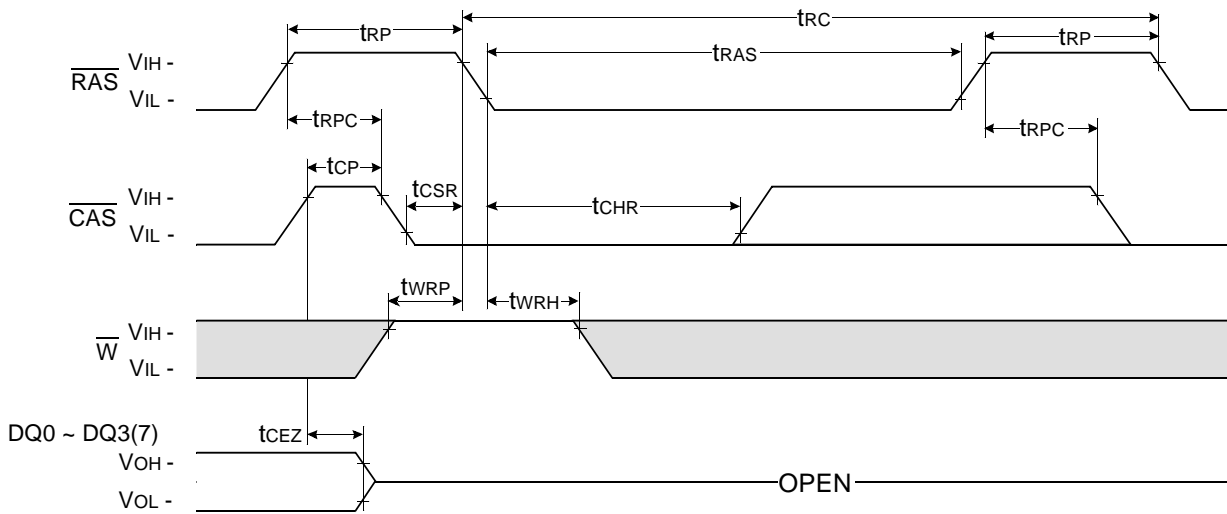 tRP
tRC
tRAS
tRP
RAS
VIH -
VIL -
tRPC
tRPC
tCP
CAS
VIH -
VIL -
tCSR
tCHR
tWRP
tWRH
W
VIH -
VIL -
DQ0 ~ DQ3(7)
tCEZ
VOH -
VOL -
OPEN